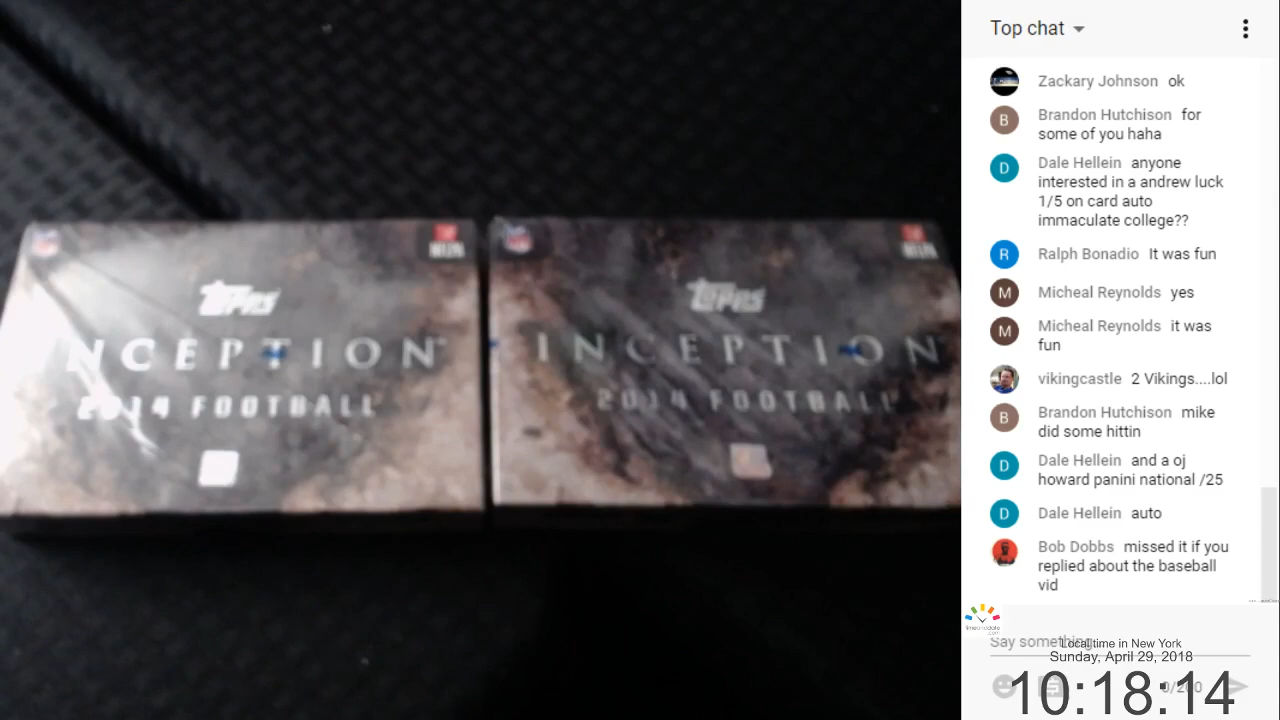 TOPPS
INCEPTION
2014 FOOTBALL
TOPPS
INCEPTION
2014 FOOTBALL
Top chat
Zackary Johnson ok
B
Brandon Hutchison for
some of you haha
D
Dale Hellein anyone
interested in a andrew luck
1/5 on card auto
immaculate college??
R
Ralph Bonadio It was fun
M
Micheal Reynolds yes
M
Micheal Reynolds it was
fun
vikingcastle 2 Vikings....lol
B
Brandon Hutchison mike
did some hittin
D
Dale Hellein and a oj
howard panini national /25
D
Dale Hellein auto
Bob Dobbs missed it if you
replied about the baseball
vid
Say something...
Local time in New York
Sunday, April 29, 2018
0/200
10:18:14